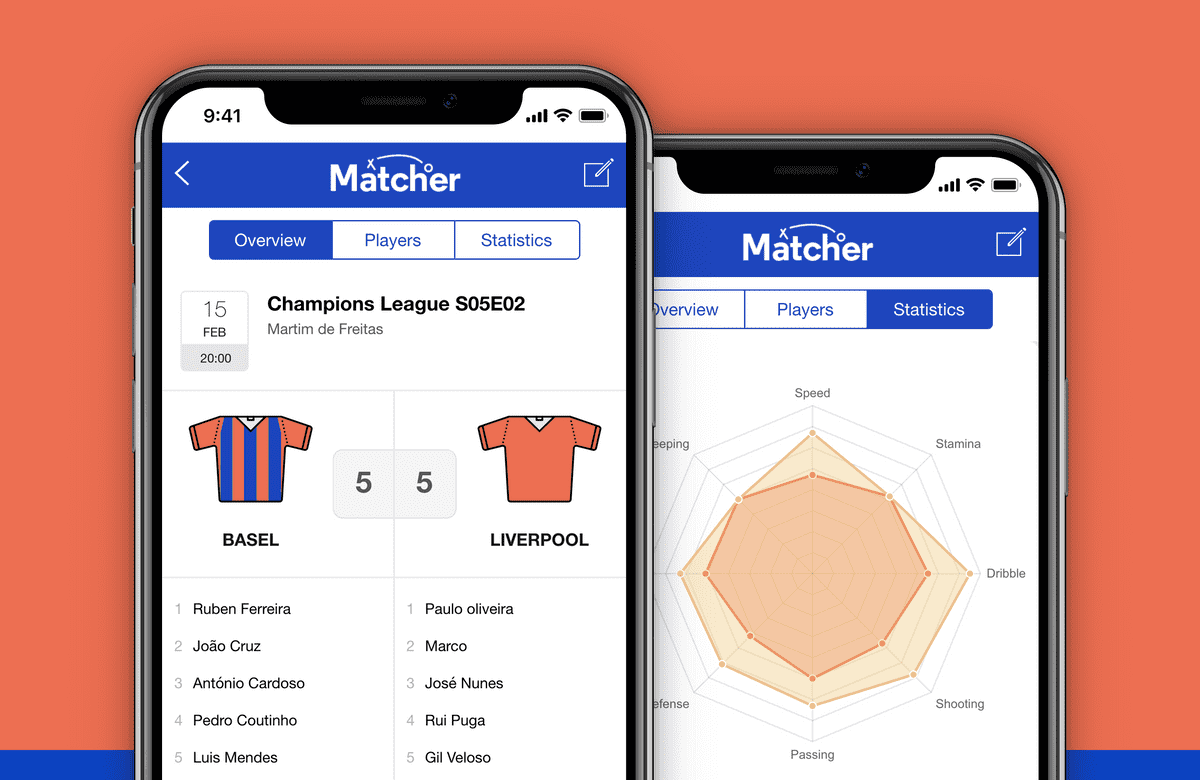 9:41
Matcher
Overview Players Statistics
15
FEB
20:00
Champions League S05E02
Martim de Freitas
5 5
BASEL LIVERPOOL
1 Ruben Ferreira
2 João Cruz
3 António Cardoso
4 Pedro Coutinho
5 Luis Mendes
1 Paulo oliveira
2 Marco
3 José Nunes
4 Rui Puga
5 Gil Veloso
Matcher
Overview Players Statistics
Speed
Stamina
Dribble
Shooting
Passing
efense
eeping